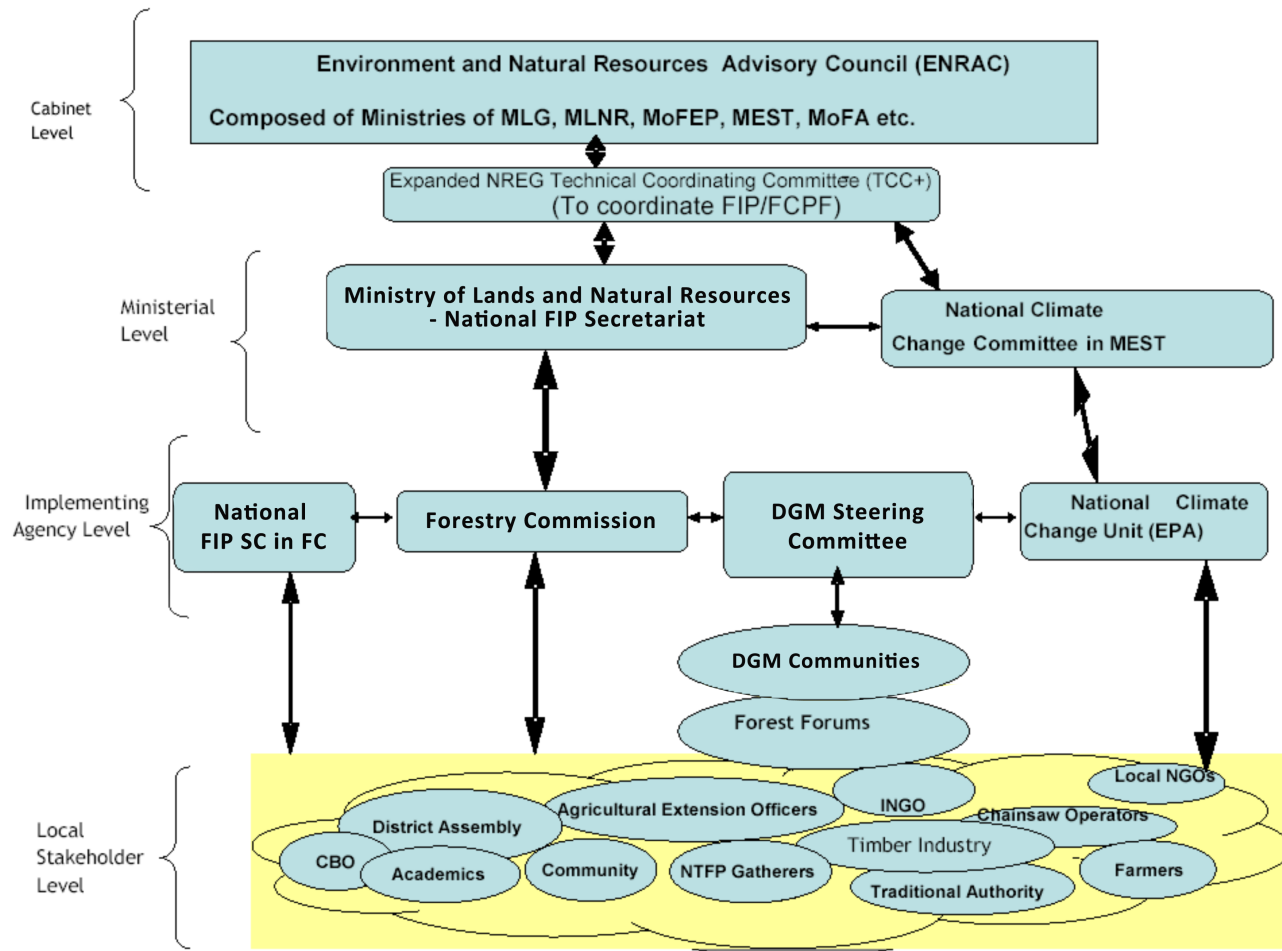 Cabinet
Level
Environment and Natural Resources Advisory Council (ENRAC)
Composed of Ministries of MLG, MLNR, MoFEP, MEST, MoFA etc.
Expanded NREG Technical Coordinating Committee (TCC+)
(To coordinate FIP/FCPF)
Ministerial
Level
Ministry of Lands and Natural Resources
- National FIP Secretariat
National Climate
Change Committee in MEST
Implementing
Agency Level
National
FIP SC in FC
Forestry Commission
DGM Steering
Committee
National Climate
Change Unit (EPA)
DGM Communities
Forest Forums
Local
Stakeholder
Level
Local NGOs
Agricultural Extension Officers
INGO
Chainsaw Operators
District Assembly
Timber Industry
CBO
Academics
Community
NTFP Gatherers
Traditional Authority
Farmers